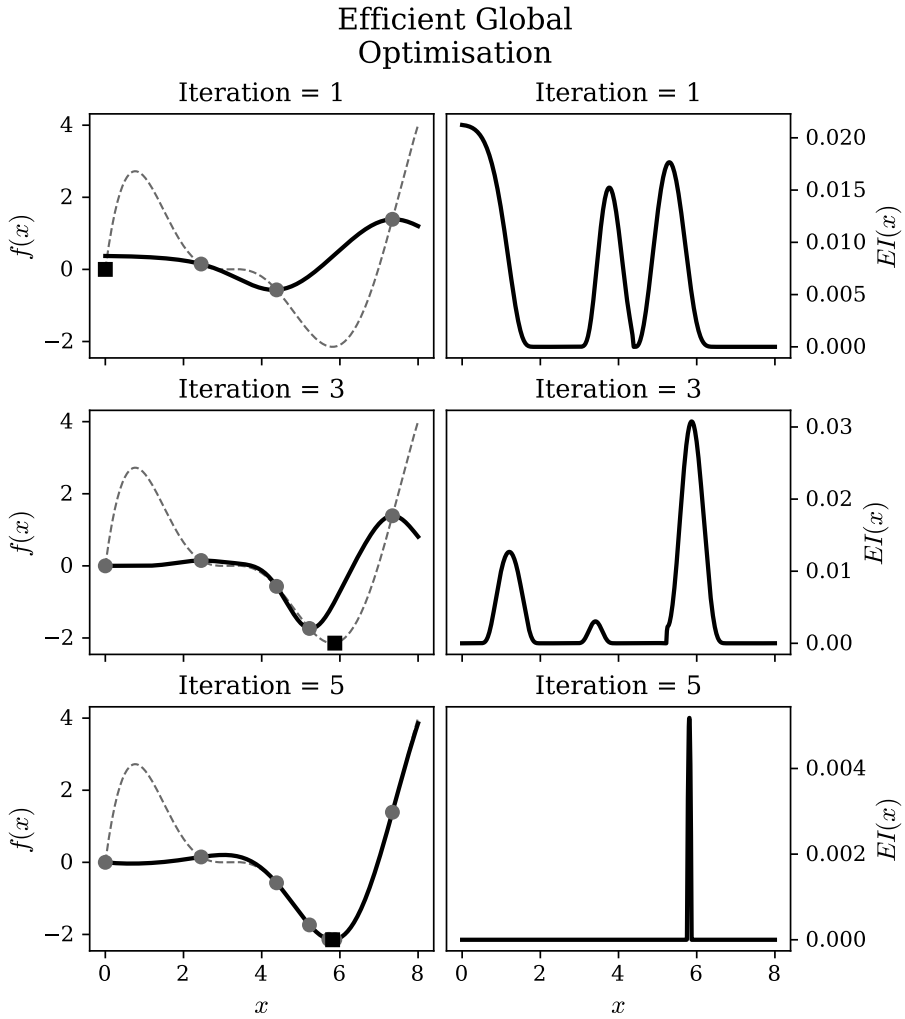 Efficient Global
Optimisation
Iteration = 1
Iteration = 1
4
2
0
−2
f(x)
0.020
0.015
0.010
0.005
0.000
EI(x)
Iteration = 3
Iteration = 3
4
2
0
−2
f(x)
0.03
0.02
0.01
0.00
EI(x)
Iteration = 5
Iteration = 5
4
2
0
−2
f(x)
0.004
0.002
0.000
EI(x)
0 2 4 6 8
0 2 4 6 8
x
x